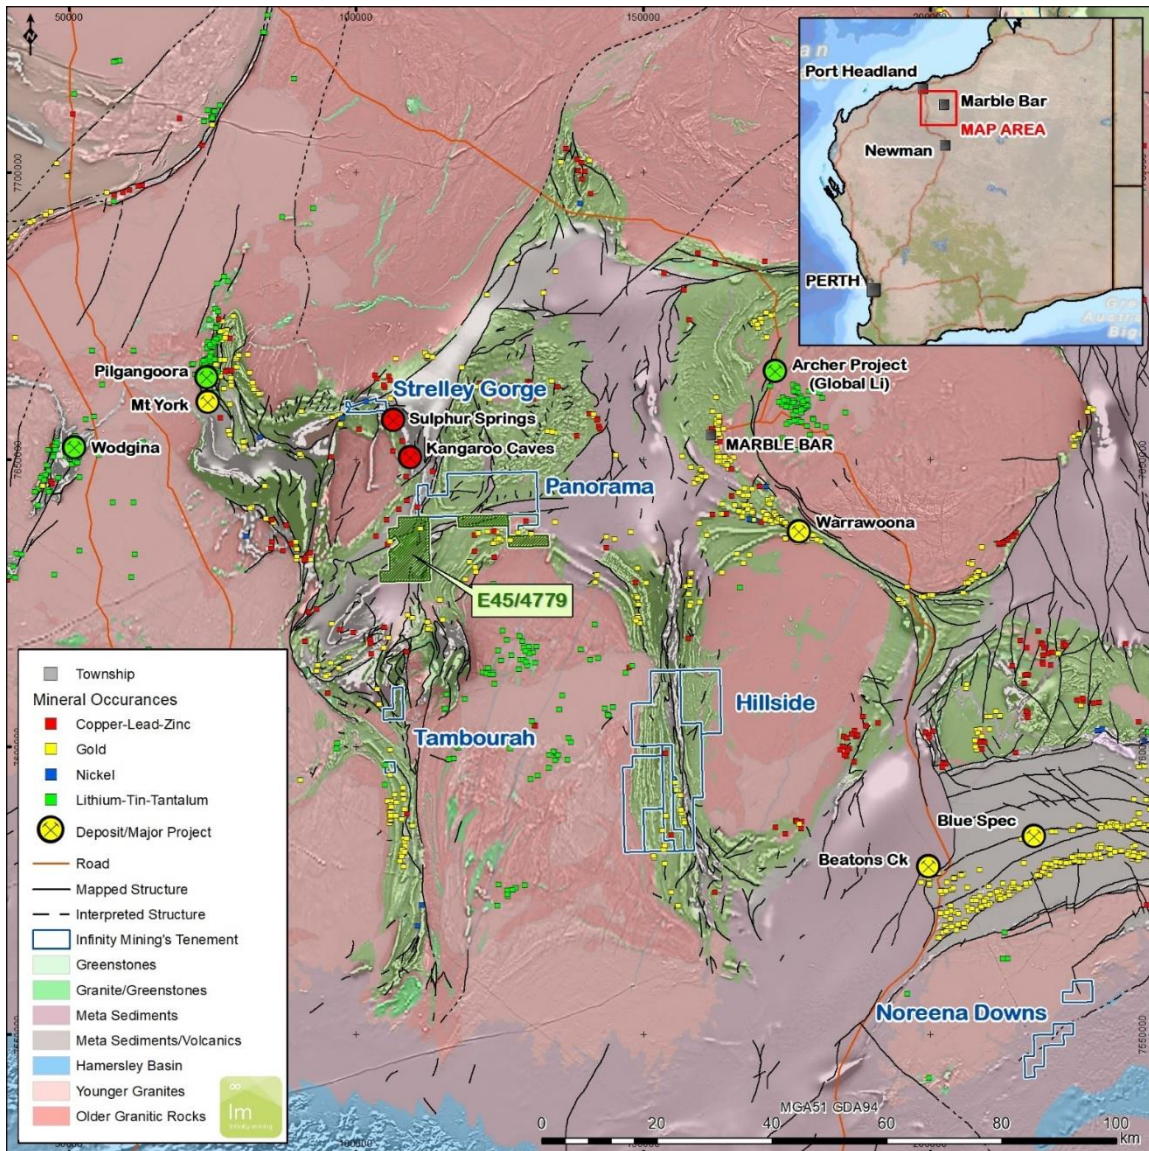 50000
100000
150000
200000
7700000
7650000
7600000
7550000
N
Port Headland
Marble Bar
MAP AREA
Newman
PERTH
Pilgangoora
Mt York
Wodgina
Strelley Gorge
Sulphur Springs
Kangaroo Caves
Panorama
E45/4779
Archer Project
(Global Li)
MARBLE BAR
Warrawoona
Tambourah
Hillside
Blue Spec
Beatons Ck
Noreena Downs
Township
Mineral Occurances
Copper-Lead-Zinc
Gold
Nickel
Lithium-Tin-Tantalum
Deposit/Major Project
Road
Mapped Structure
Interpreted Structure
Infinity Mining's Tenement
Greenstones
Granite/Greenstones
Meta Sediments
Meta Sediments/Volcanics
Hamersley Basin
Younger Granites
Older Granitic Rocks
Im
Infinity mining
MGA51 GDA94
0 20 40 60 80 100
km